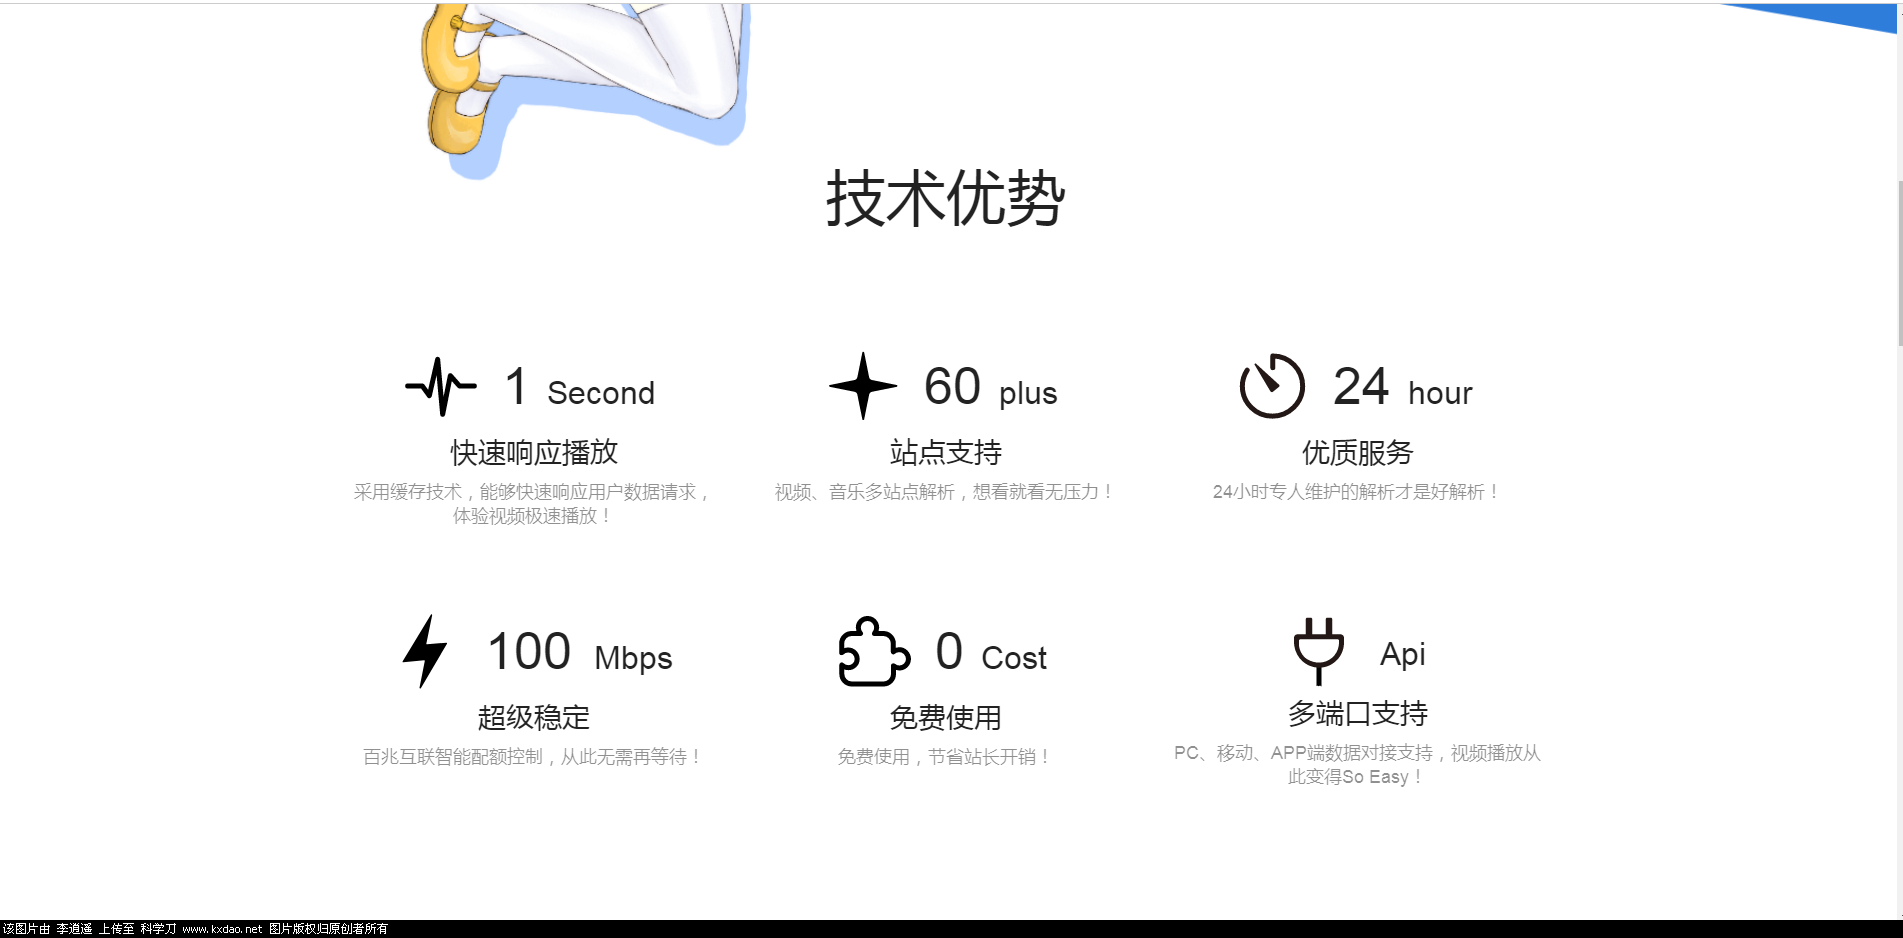 技术优势
1 Second
快速响应播放
采用缓存技术，能够快速响应用户数据请求，
体验视频极速播放！
60 plus
站点支持
视频、音乐多站点解析，想看就看无压力！
24 hour
优质服务
24小时专人维护的解析才是好解析！
100 Mbps
超级稳定
百兆互联智能配额控制，从此无需再等待！
0 Cost
免费使用
免费使用，节省站长开销！
Api
多端口支持
PC、移动、APP端数据对接支持，视频播放从
此变得So Easy！
该图片由 李逍遥 上传至 科学刀 www.kxdao.net 图片版权归原创者所有